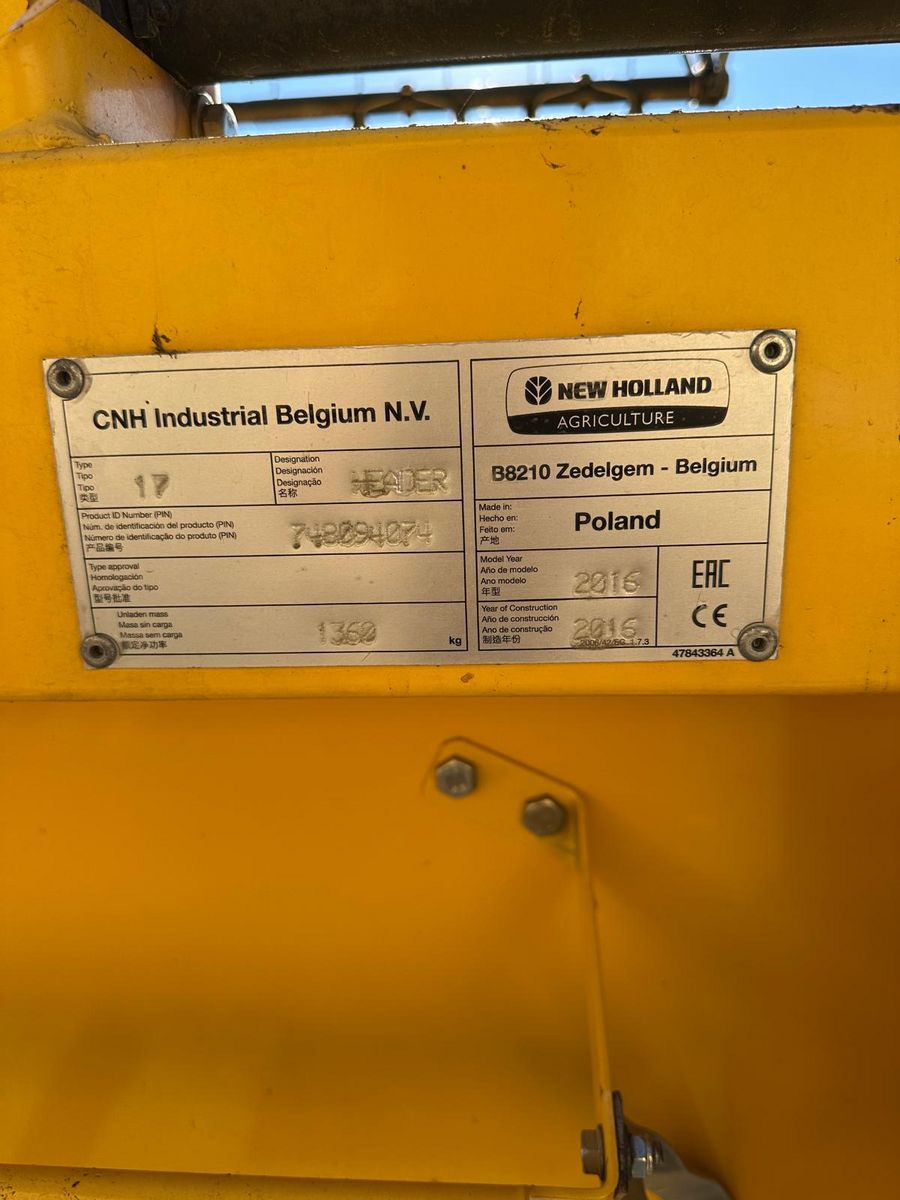 CNH Industrial Belgium N.V.
Type
Tipo
Tipo
类型
17
Designation
Designación
Designação
名称
HEADER
Product ID Number (PIN)
Núm. de identificación del producto (PIN)
Número de identificação do produto (PIN)
产品编号
748094074
Type approval
Homologación
Aprovação do tipo
型号批准
Unladen mass
Masa sin carga
Massa sem carga
额定净功率
1360
kg
NEW HOLLAND
AGRICULTURE
B8210 Zedelgem - Belgium
Made in:
Hecho en:
Feito em:
产地
Poland
Model Year
Año de modelo
Ano modelo
年型
2016
Year of Construction
Año de construcción
Ano de construção
制造年份
2016
2006/42/EG_1.7.3
EAC
CE
47843364 A